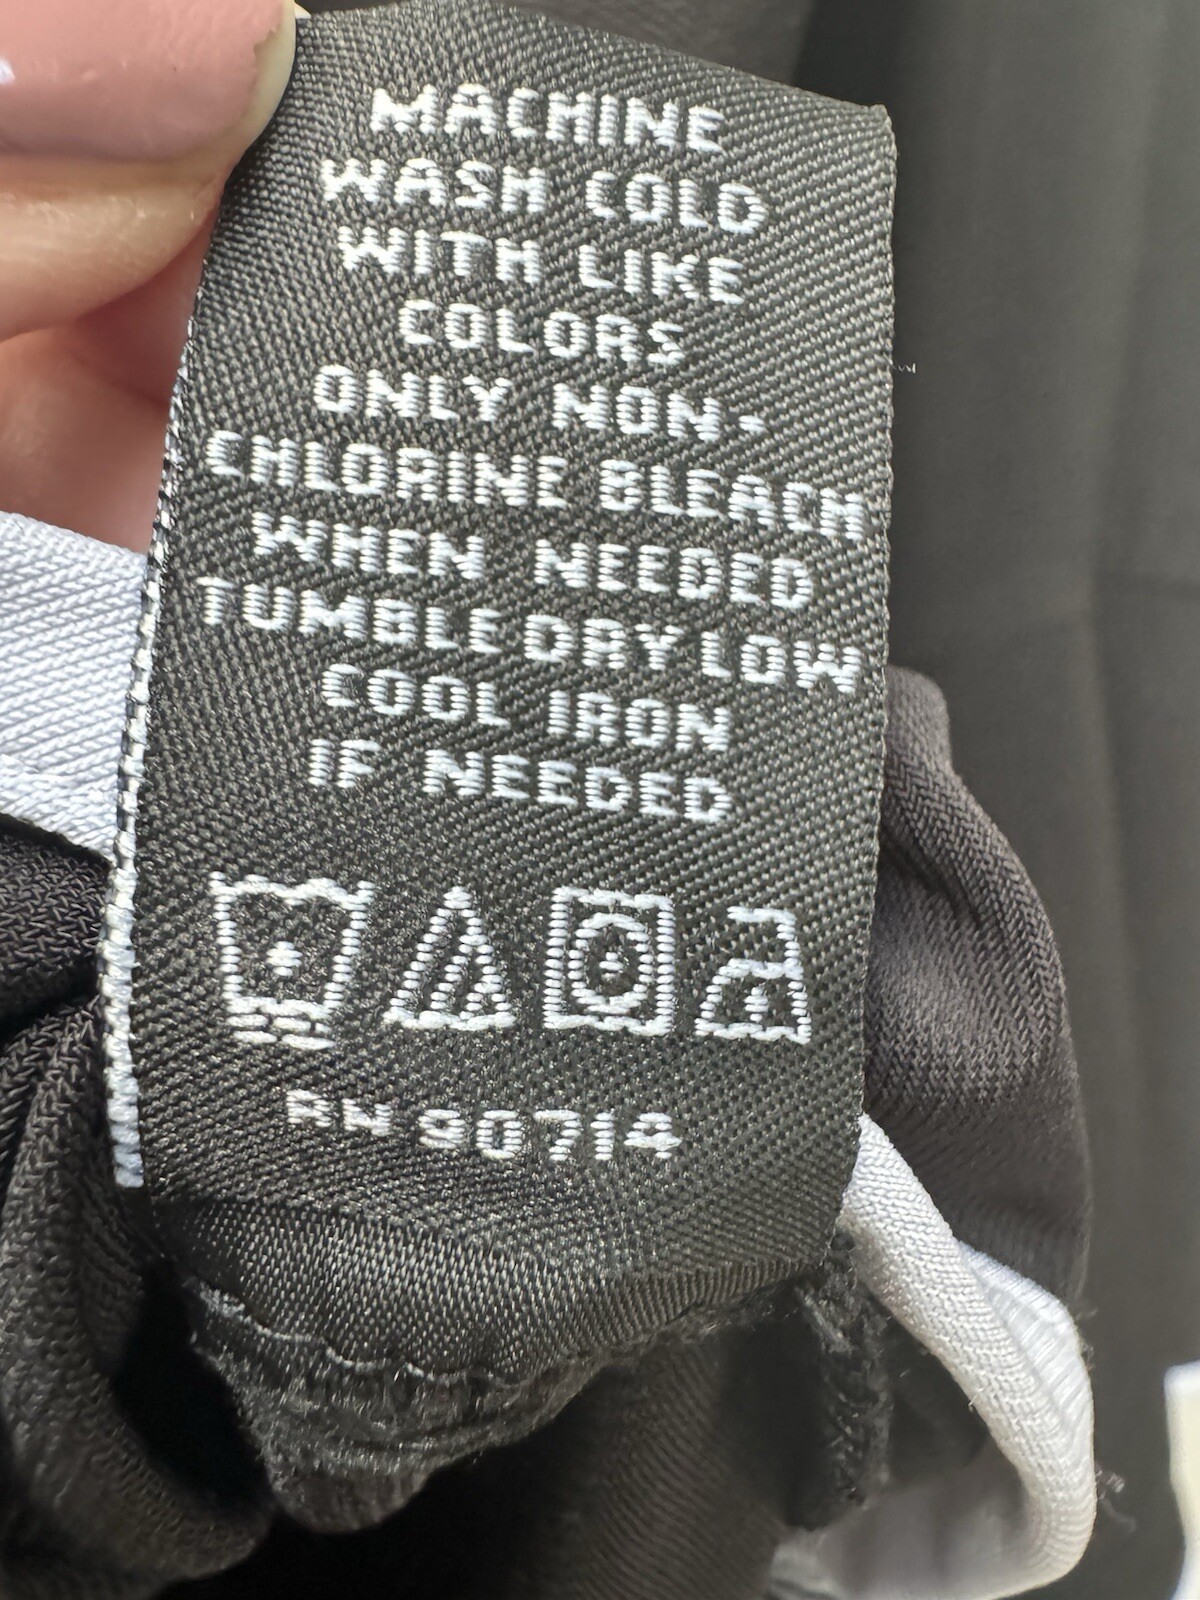 MACHINE
WASH COLD
WITH LIKE
COLORS
ONLY NON-
CHLORINE BLEACH
WHEN NEEDED
TUMBLE DRY LOW
COOL IRON
IF NEEDED
RN 90714